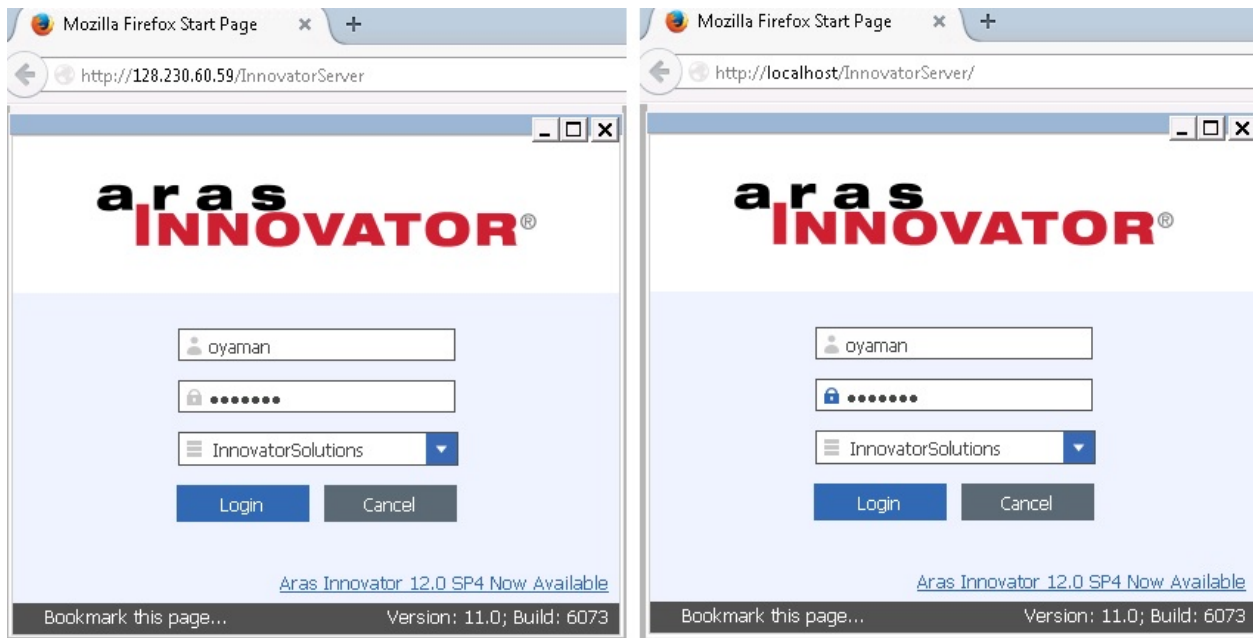 Mozilla Firefox Start Page
http://128.230.60.59/InnovatorServer
aras
INNOVATOR®
oyaman
•••••••
InnovatorSolutions
Login Cancel
Aras Innovator 12.0 SP4 Now Available
Bookmark this page... Version: 11.0; Build: 6073
Mozilla Firefox Start Page
http://localhost/InnovatorServer/
aras
INNOVATOR®
oyaman
•••••••
InnovatorSolutions
Login Cancel
Aras Innovator 12.0 SP4 Now Available
Bookmark this page... Version: 11.0; Build: 6073